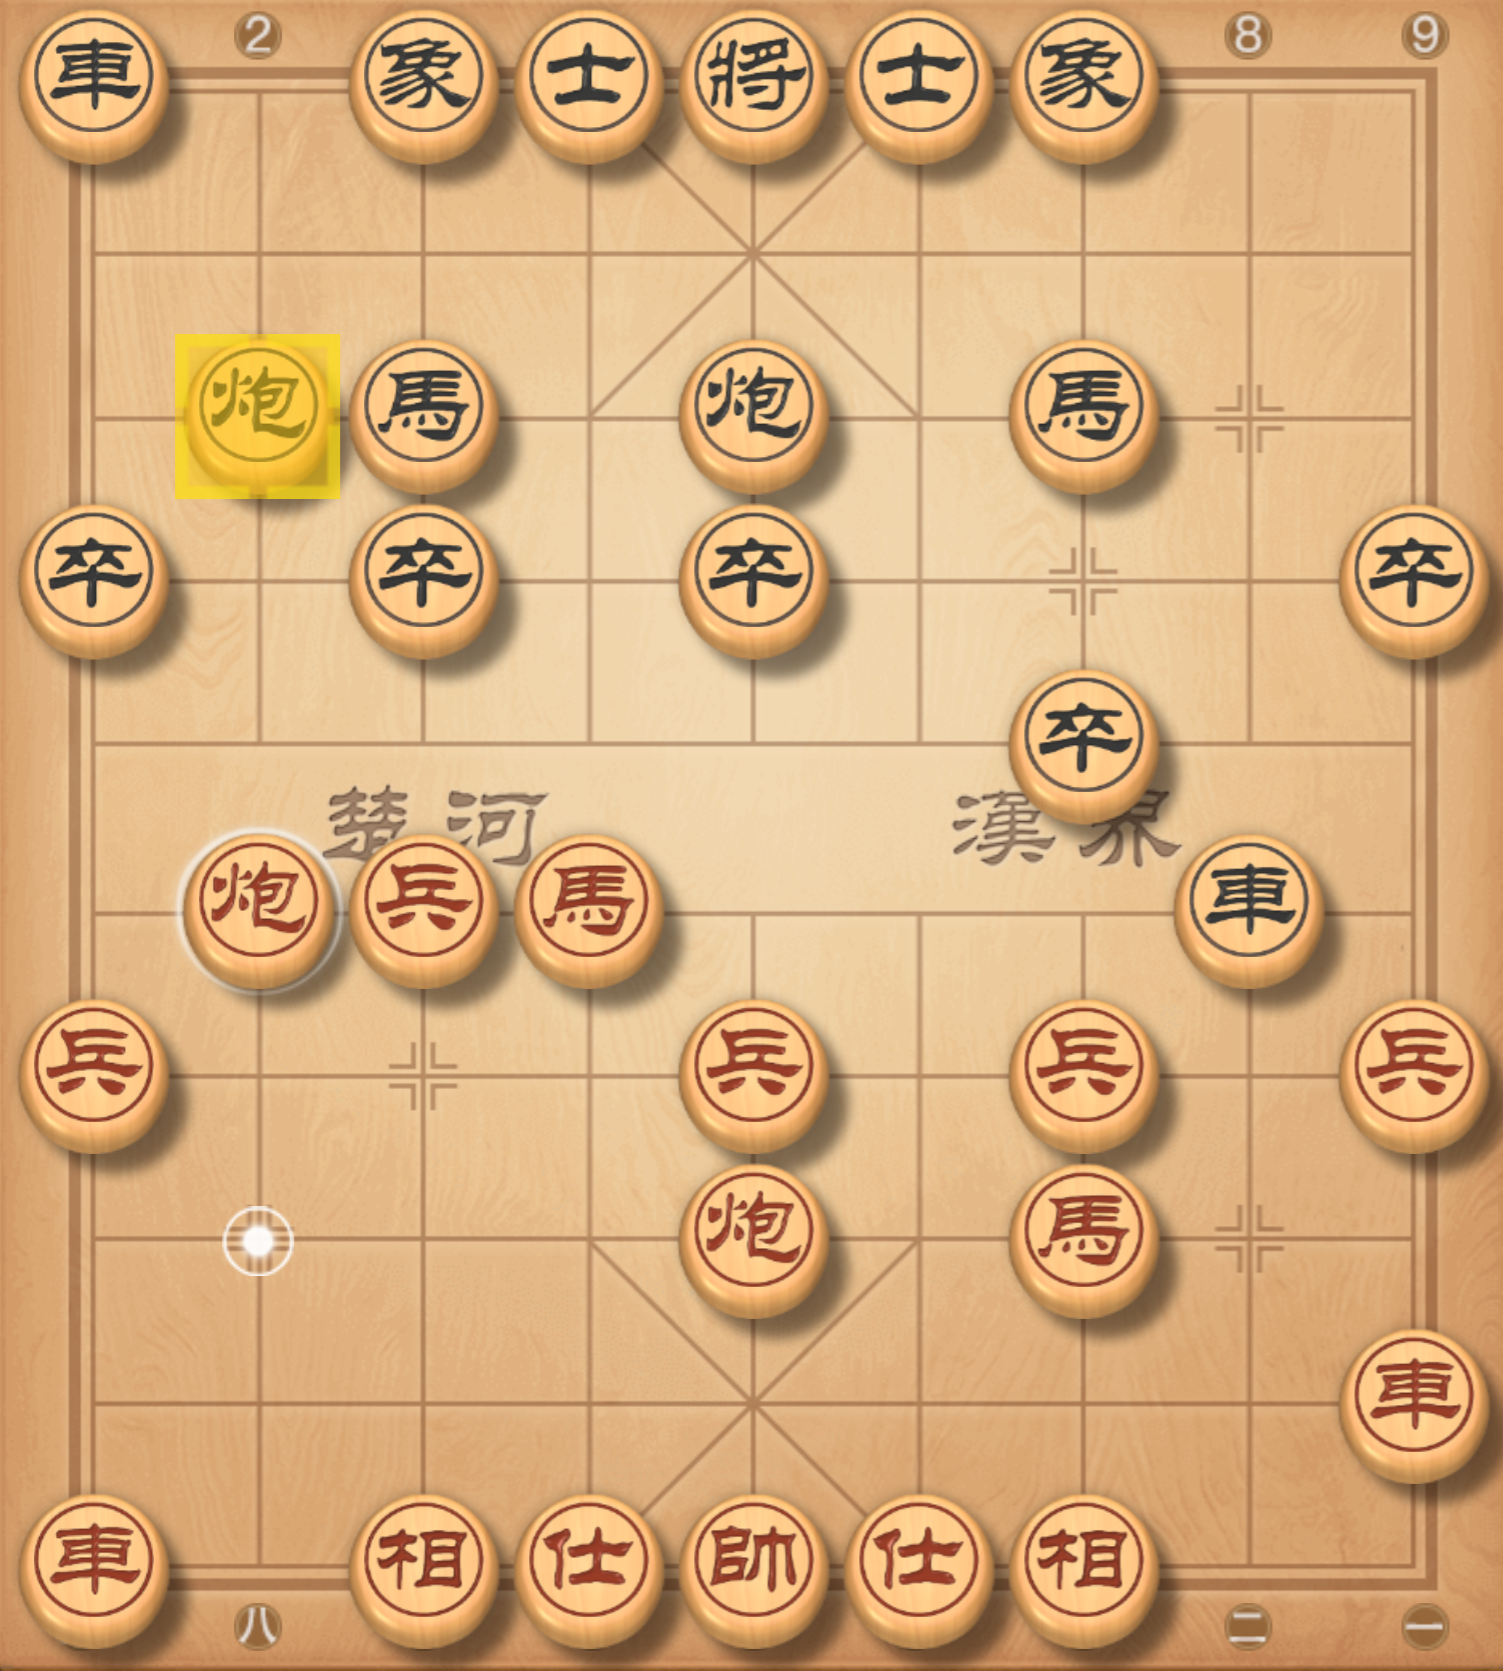 2 8 9
車 象 士 將 士 象
炮 馬 炮 馬
卒 卒 卒 卒
卒
楚河 漢界
炮 兵 馬 車
兵 兵 兵 兵
炮 馬
車
車 相 仕 帥 仕 相
八 二 一